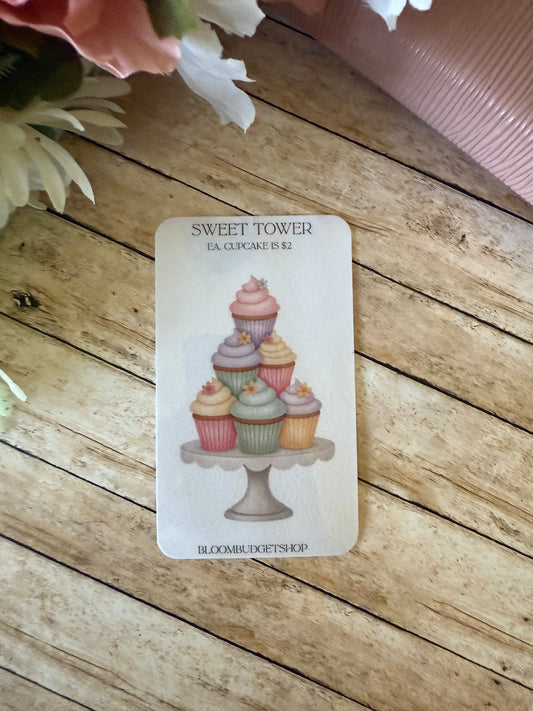 SWEET TOWER
EA. CUPCAKE IS $2
BLOOMBUDGETSHOP